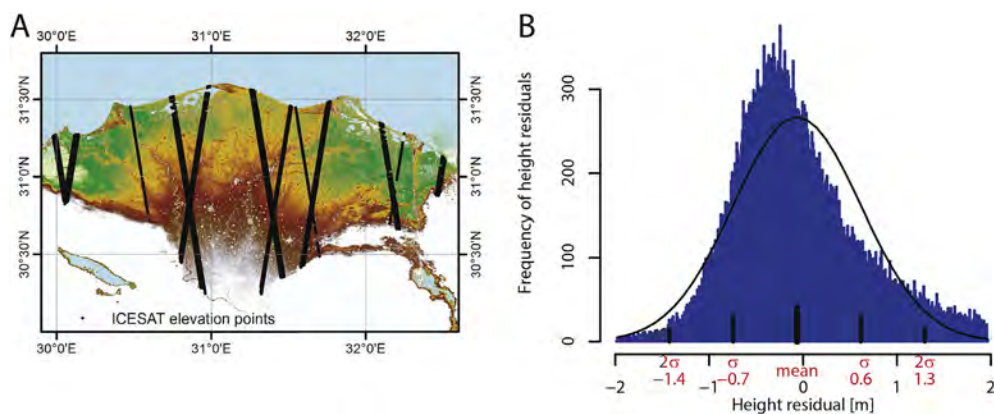 A
30°0'E 31°0'E 32°0'E
31°30'N 31°30'N
31°0'N 31°0'N
30°30'N 30°30'N
+ ICESAT elevation points
30°0'E 31°0'E 32°0'E
B
Frequency of height residuals
300
200
100
0
2σ σ mean σ 2σ
−1.4 −0.7 0.6 1.3
−2 −1 0 1 2
Height residual [m]